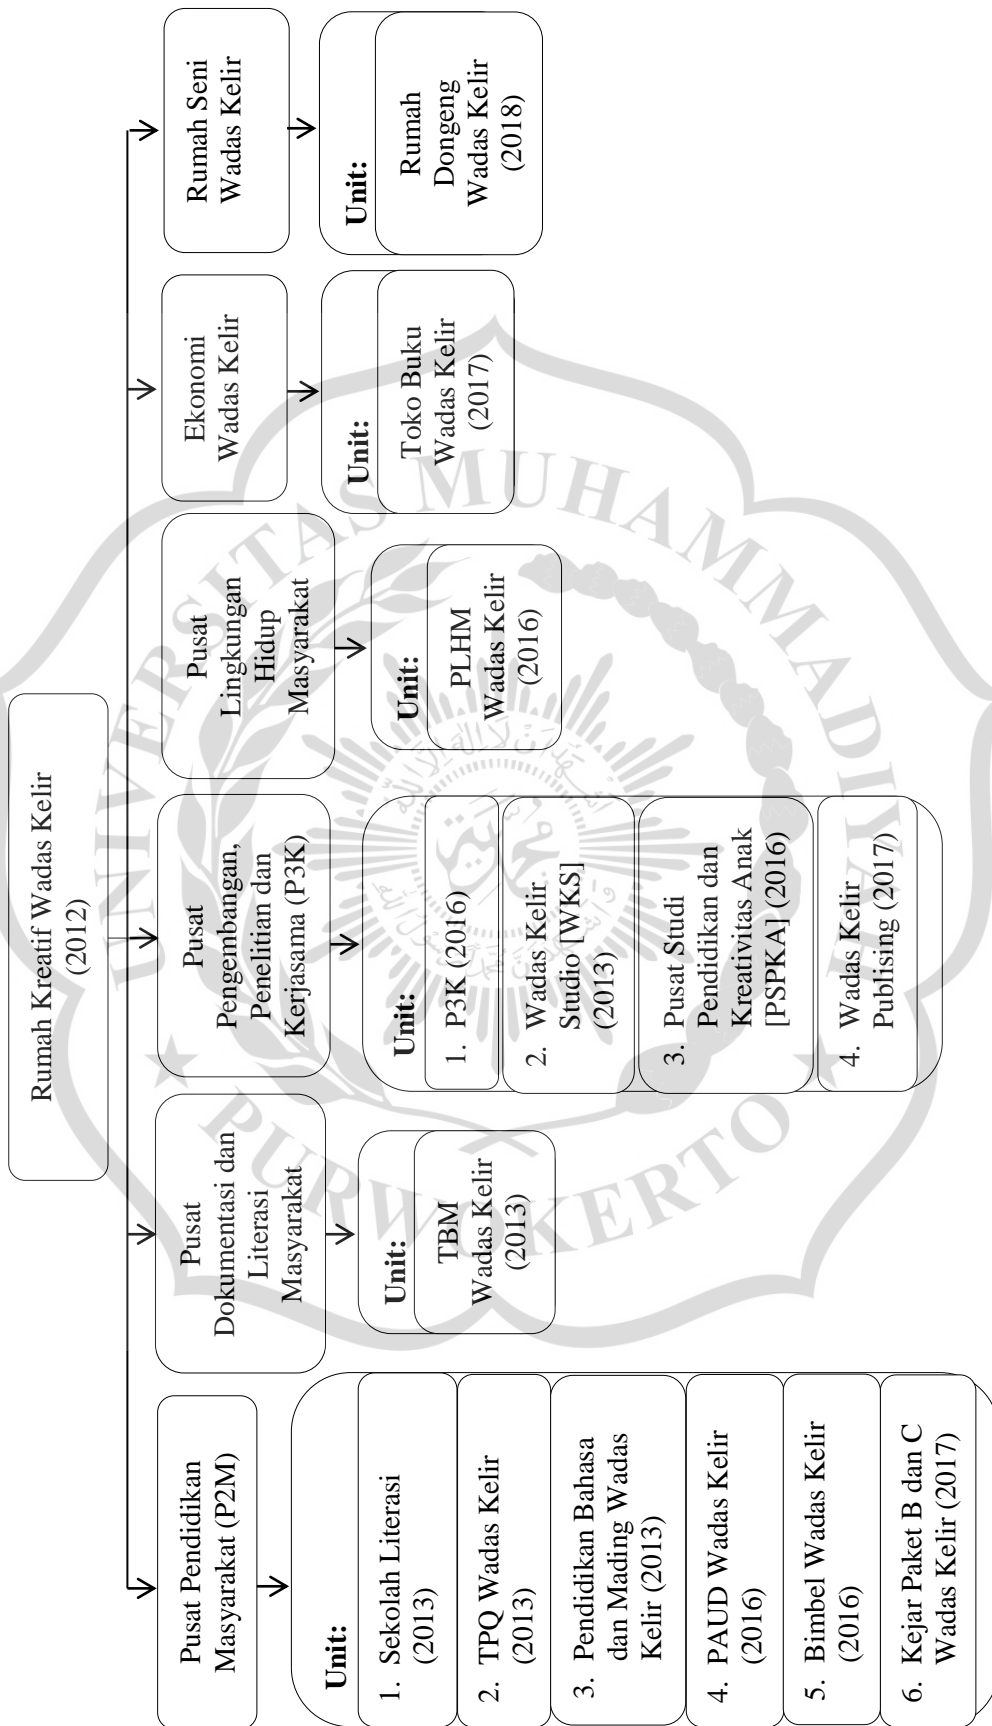 Rumah Kreatif Wadas Kelir
(2012)
Pusat Pendidikan
Masyarakat (P2M)
Unit:
1. Sekolah Literasi
(2013)
2. TPQ Wadas Kelir
(2013)
3. Pendidikan Bahasa
dan Mading Wadas
Kelir (2013)
4. PAUD Wadas Kelir
(2016)
5. Bimbel Wadas Kelir
(2016)
6. Kejar Paket B dan C
Wadas Kelir (2017)
Pusat
Dokumentasi dan
Literasi
Masyarakat
Unit:
TBM
Wadas Kelir
(2013)
Pusat
Pengembangan,
Penelitian dan
Kerjasama (P3K)
Unit:
1. P3K (2016)
2. Wadas Kelir
Studio [WKS]
(2013)
3. Pusat Studi
Pendidikan dan
Kreativitas Anak
[PSPKA] (2016)
4. Wadas Kelir
Publising (2017)
Pusat
Lingkungan
Hidup
Masyarakat
Unit:
PLHM
Wadas Kelir
(2016)
Ekonomi
Wadas Kelir
Unit:
Toko Buku
Wadas Kelir
(2017)
Rumah Seni
Wadas Kelir
Unit:
Rumah
Dongeng
Wadas Kelir
(2018)
UNIVERSITAS MUHAMMADIYAH
PURWOKERTO